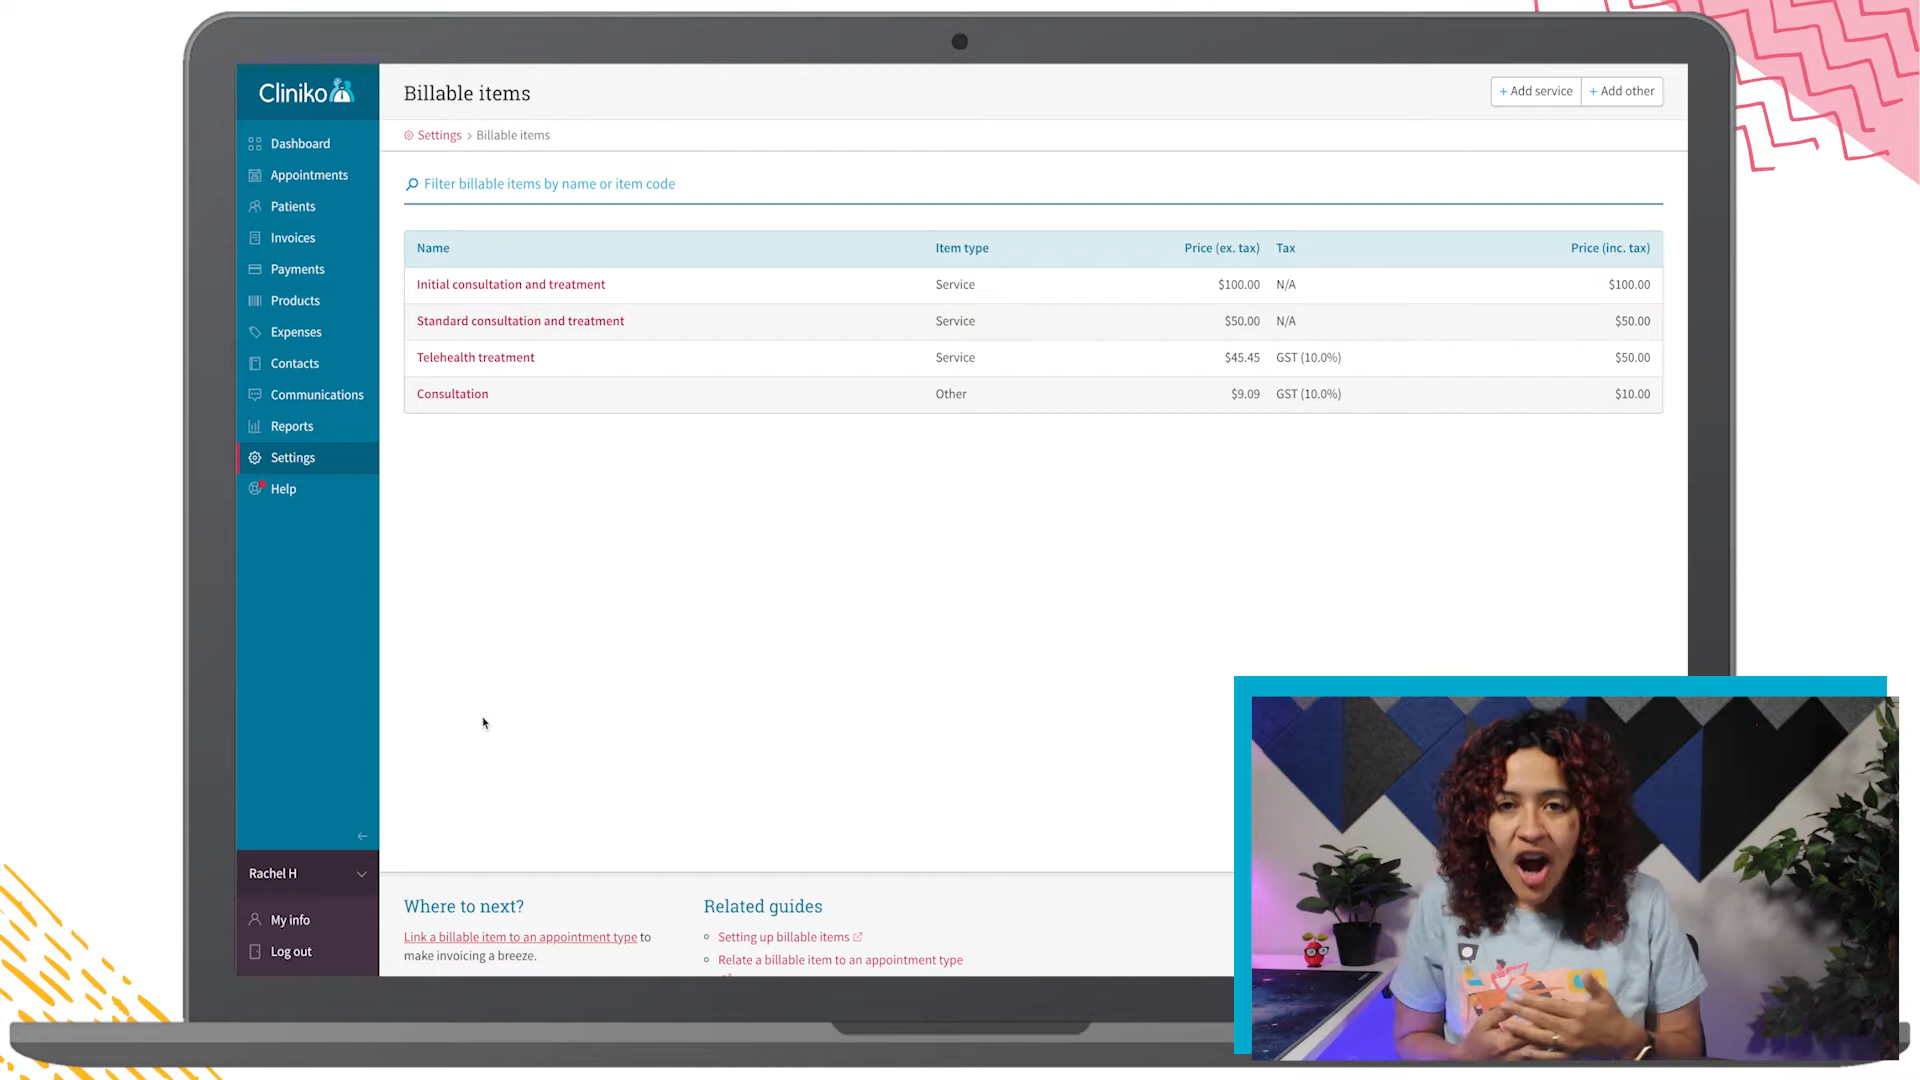 Cliniko
Billable items
+ Add service
+ Add other
Settings › Billable items
Dashboard
Appointments
Patients
Invoices
Payments
Products
Expenses
Contacts
Communications
Reports
Settings
Help
Filter billable items by name or item code
Name Item type Price (ex. tax) Tax Price (inc. tax)
Initial consultation and treatment Service $100.00 N/A $100.00
Standard consultation and treatment Service $50.00 N/A $50.00
Telehealth treatment Service $45.45 GST (10.0%) $50.00
Consultation Other $9.09 GST (10.0%) $10.00
Rachel H
My info
Log out
Where to next?
Link a billable item to an appointment type to
make invoicing a breeze.
Related guides
Setting up billable items
Relate a billable item to an appointment type